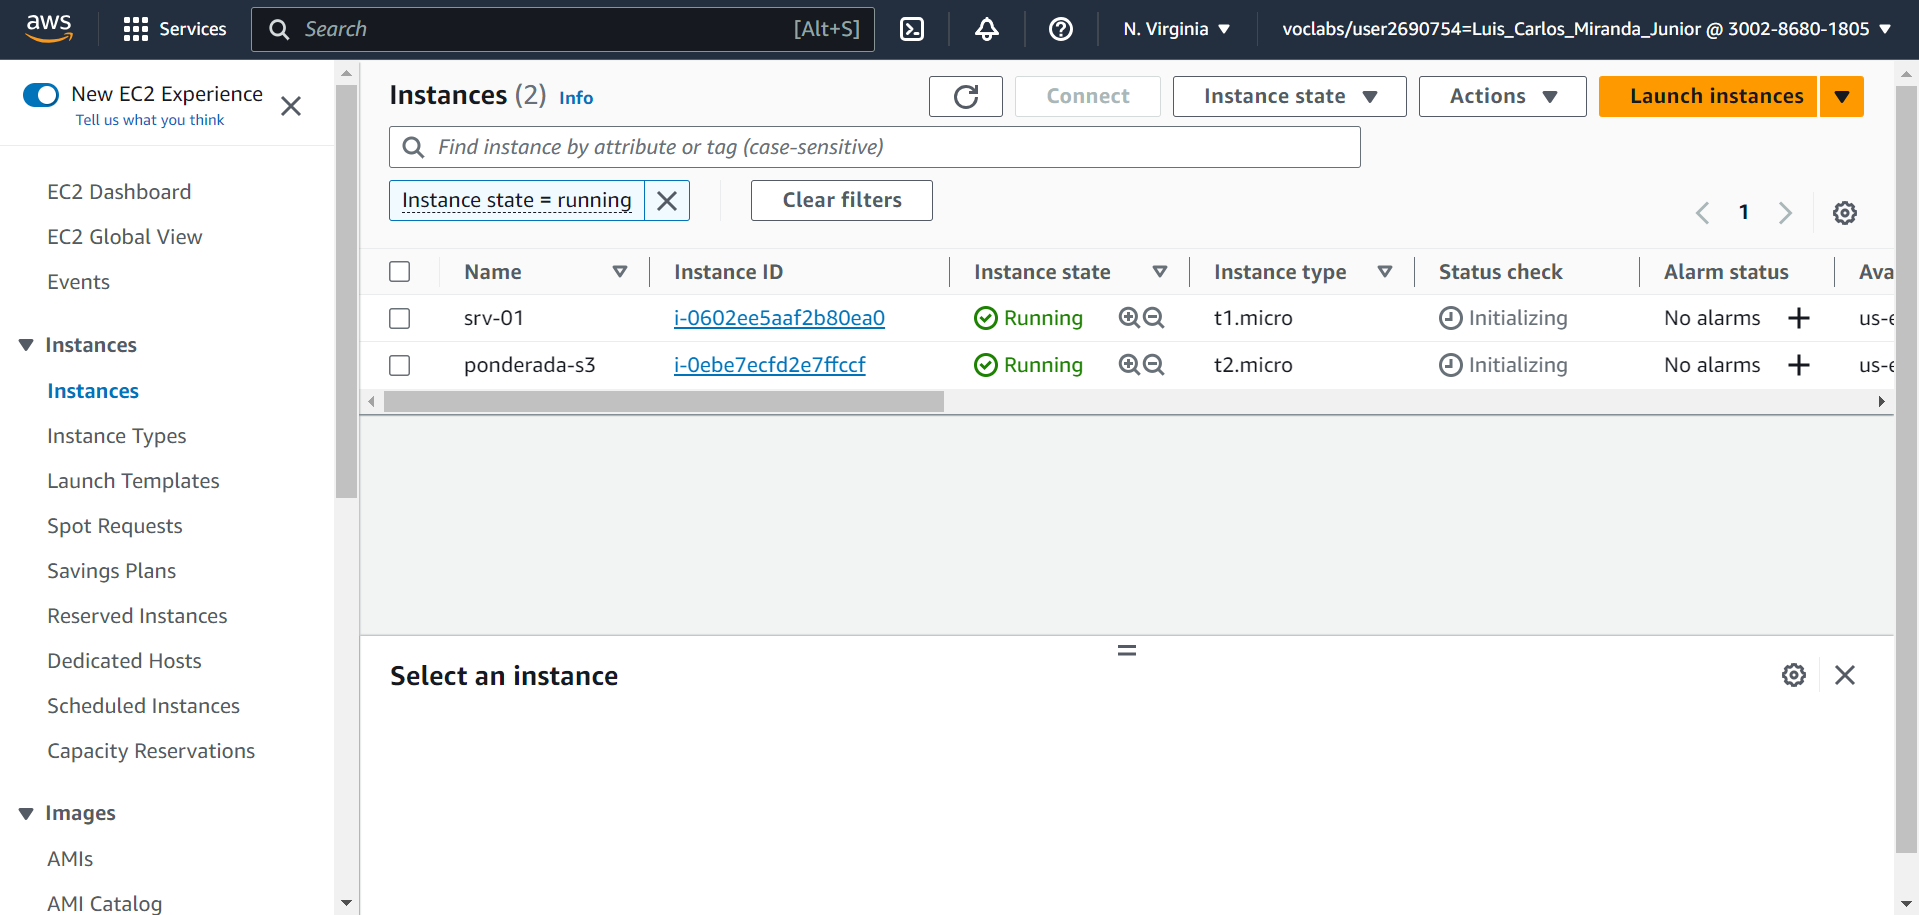 aws Services Search [Alt+S] N. Virginia voclabs/user2690754=Luis_Carlos_Miranda_Junior @ 3002-8680-1805
New EC2 Experience
Tell us what you think
EC2 Dashboard
EC2 Global View
Events
Instances
Instances
Instance Types
Launch Templates
Spot Requests
Savings Plans
Reserved Instances
Dedicated Hosts
Scheduled Instances
Capacity Reservations
Images
AMIs
AMI Catalog
Instances (2) Info Connect Instance state Actions Launch instances
Find instance by attribute or tag (case-sensitive)
Instance state = running Clear filters
1
Name Instance ID Instance state Instance type Status check Alarm status Ava
srv-01 i-0602ee5aaf2b80ea0 Running t1.micro Initializing No alarms us-e
ponderada-s3 i-0ebe7ecfd2e7ffccf Running t2.micro Initializing No alarms us-e
Select an instance